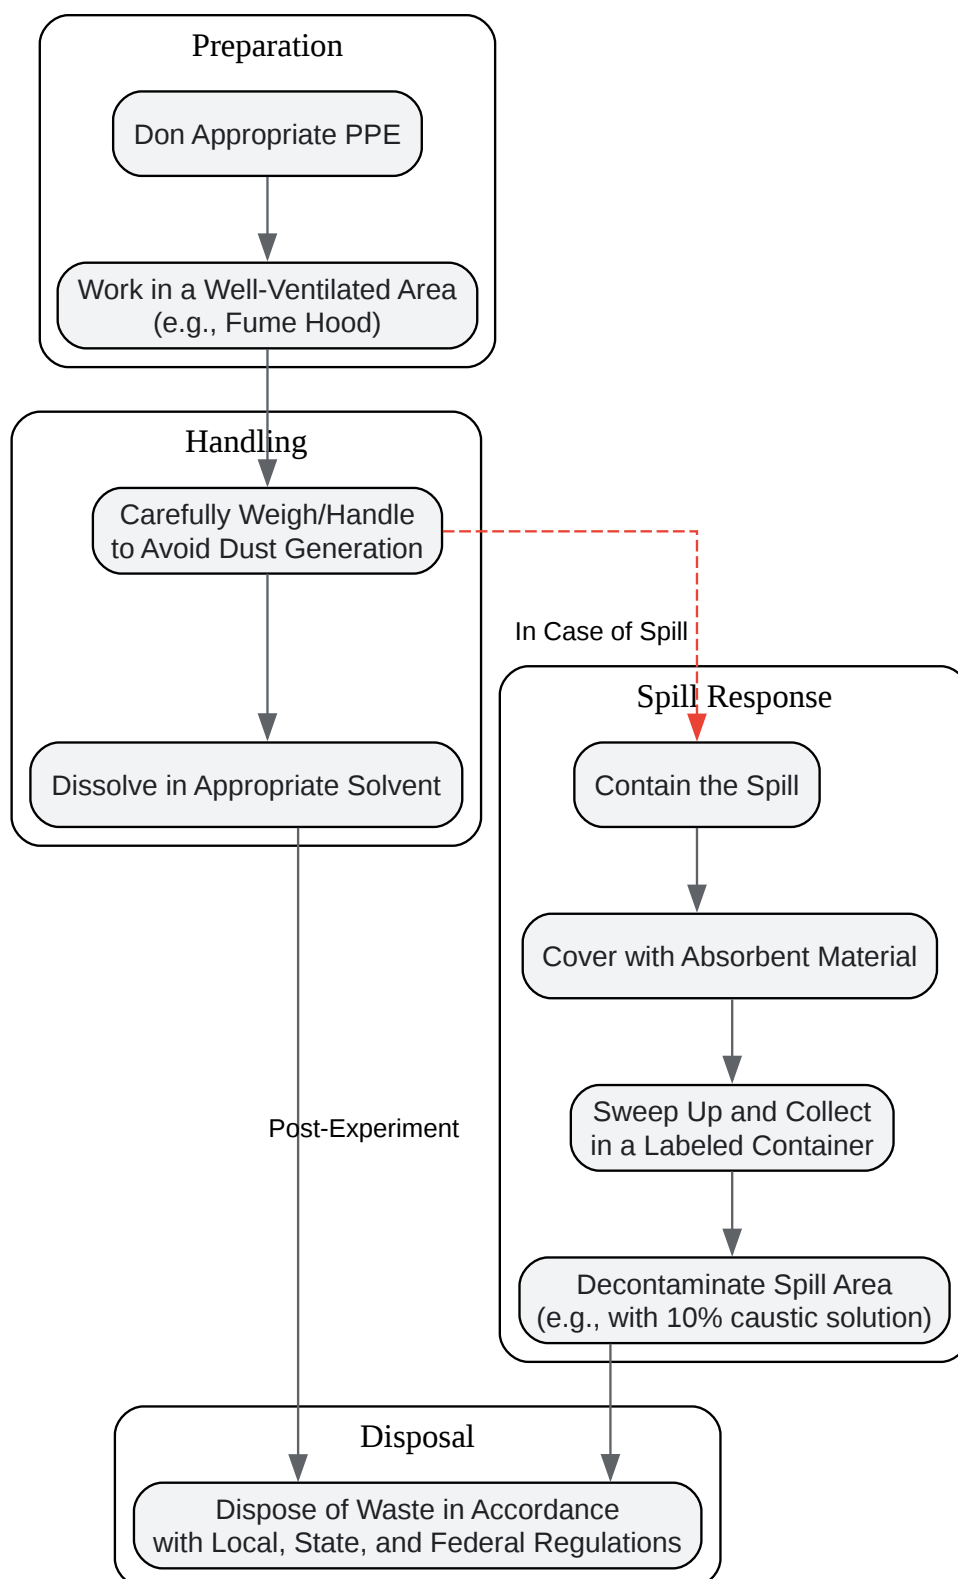 Preparation
Don Appropriate PPE
Work in a Well-Ventilated Area
(e.g., Fume Hood)
Handling
Carefully Weigh/Handle
to Avoid Dust Generation
In Case of Spill
Spill Response
Dissolve in Appropriate Solvent
Contain the Spill
Cover with Absorbent Material
Sweep Up and Collect
in a Labeled Container
Post-Experiment
Decontaminate Spill Area
(e.g., with 10% caustic solution)
Disposal
Dispose of Waste in Accordance
with Local, State, and Federal Regulations